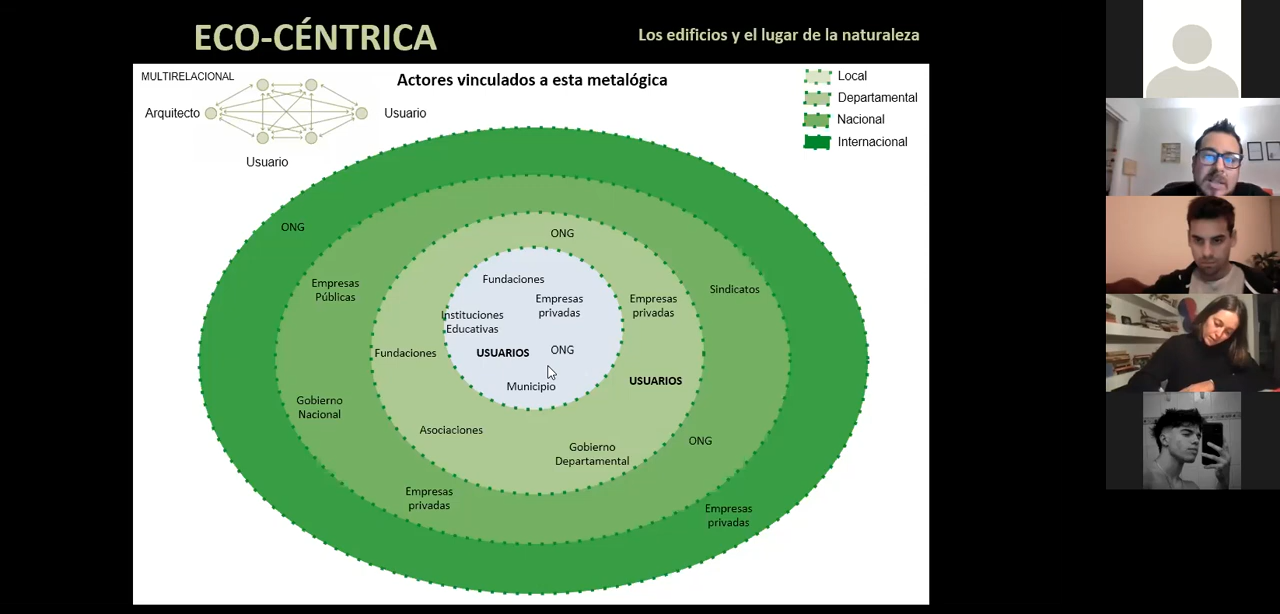 ECO-CÉNTRICA
Los edificios y el lugar de la naturaleza
MULTIRELACIONAL
Actores vinculados a esta metalógica
Arquitecto
Usuario
Usuario
Local
Departamental
Nacional
Internacional
ONG
ONG
Fundaciones
Empresas
Públicas
Sindicatos
Empresas
privadas
Empresas
privadas
Instituciones
Educativas
Fundaciones
USUARIOS
ONG
USUARIOS
Municipio
Gobierno
Nacional
Asociaciones
ONG
Gobierno
Departamental
Empresas
privadas
Empresas
privadas